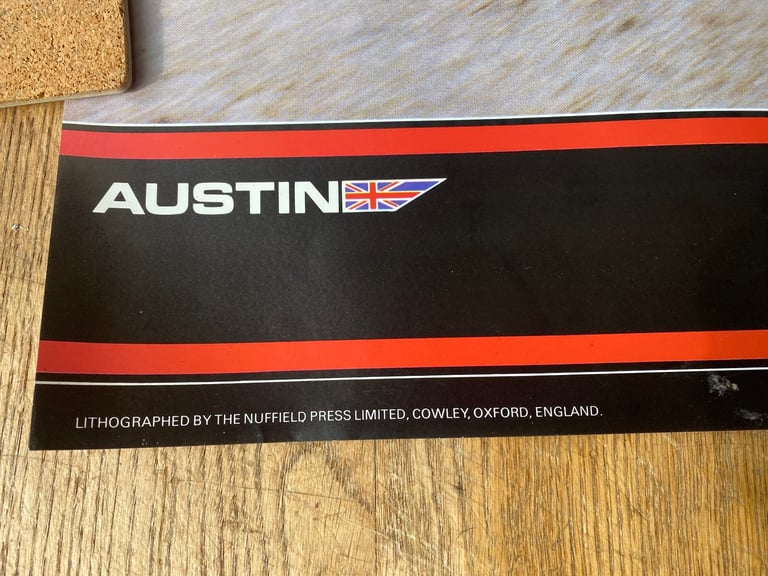 AUSTIN
LITHOGRAPHED BY THE NUFFIELD PRESS LIMITED, COWLEY, OXFORD, ENGLAND.